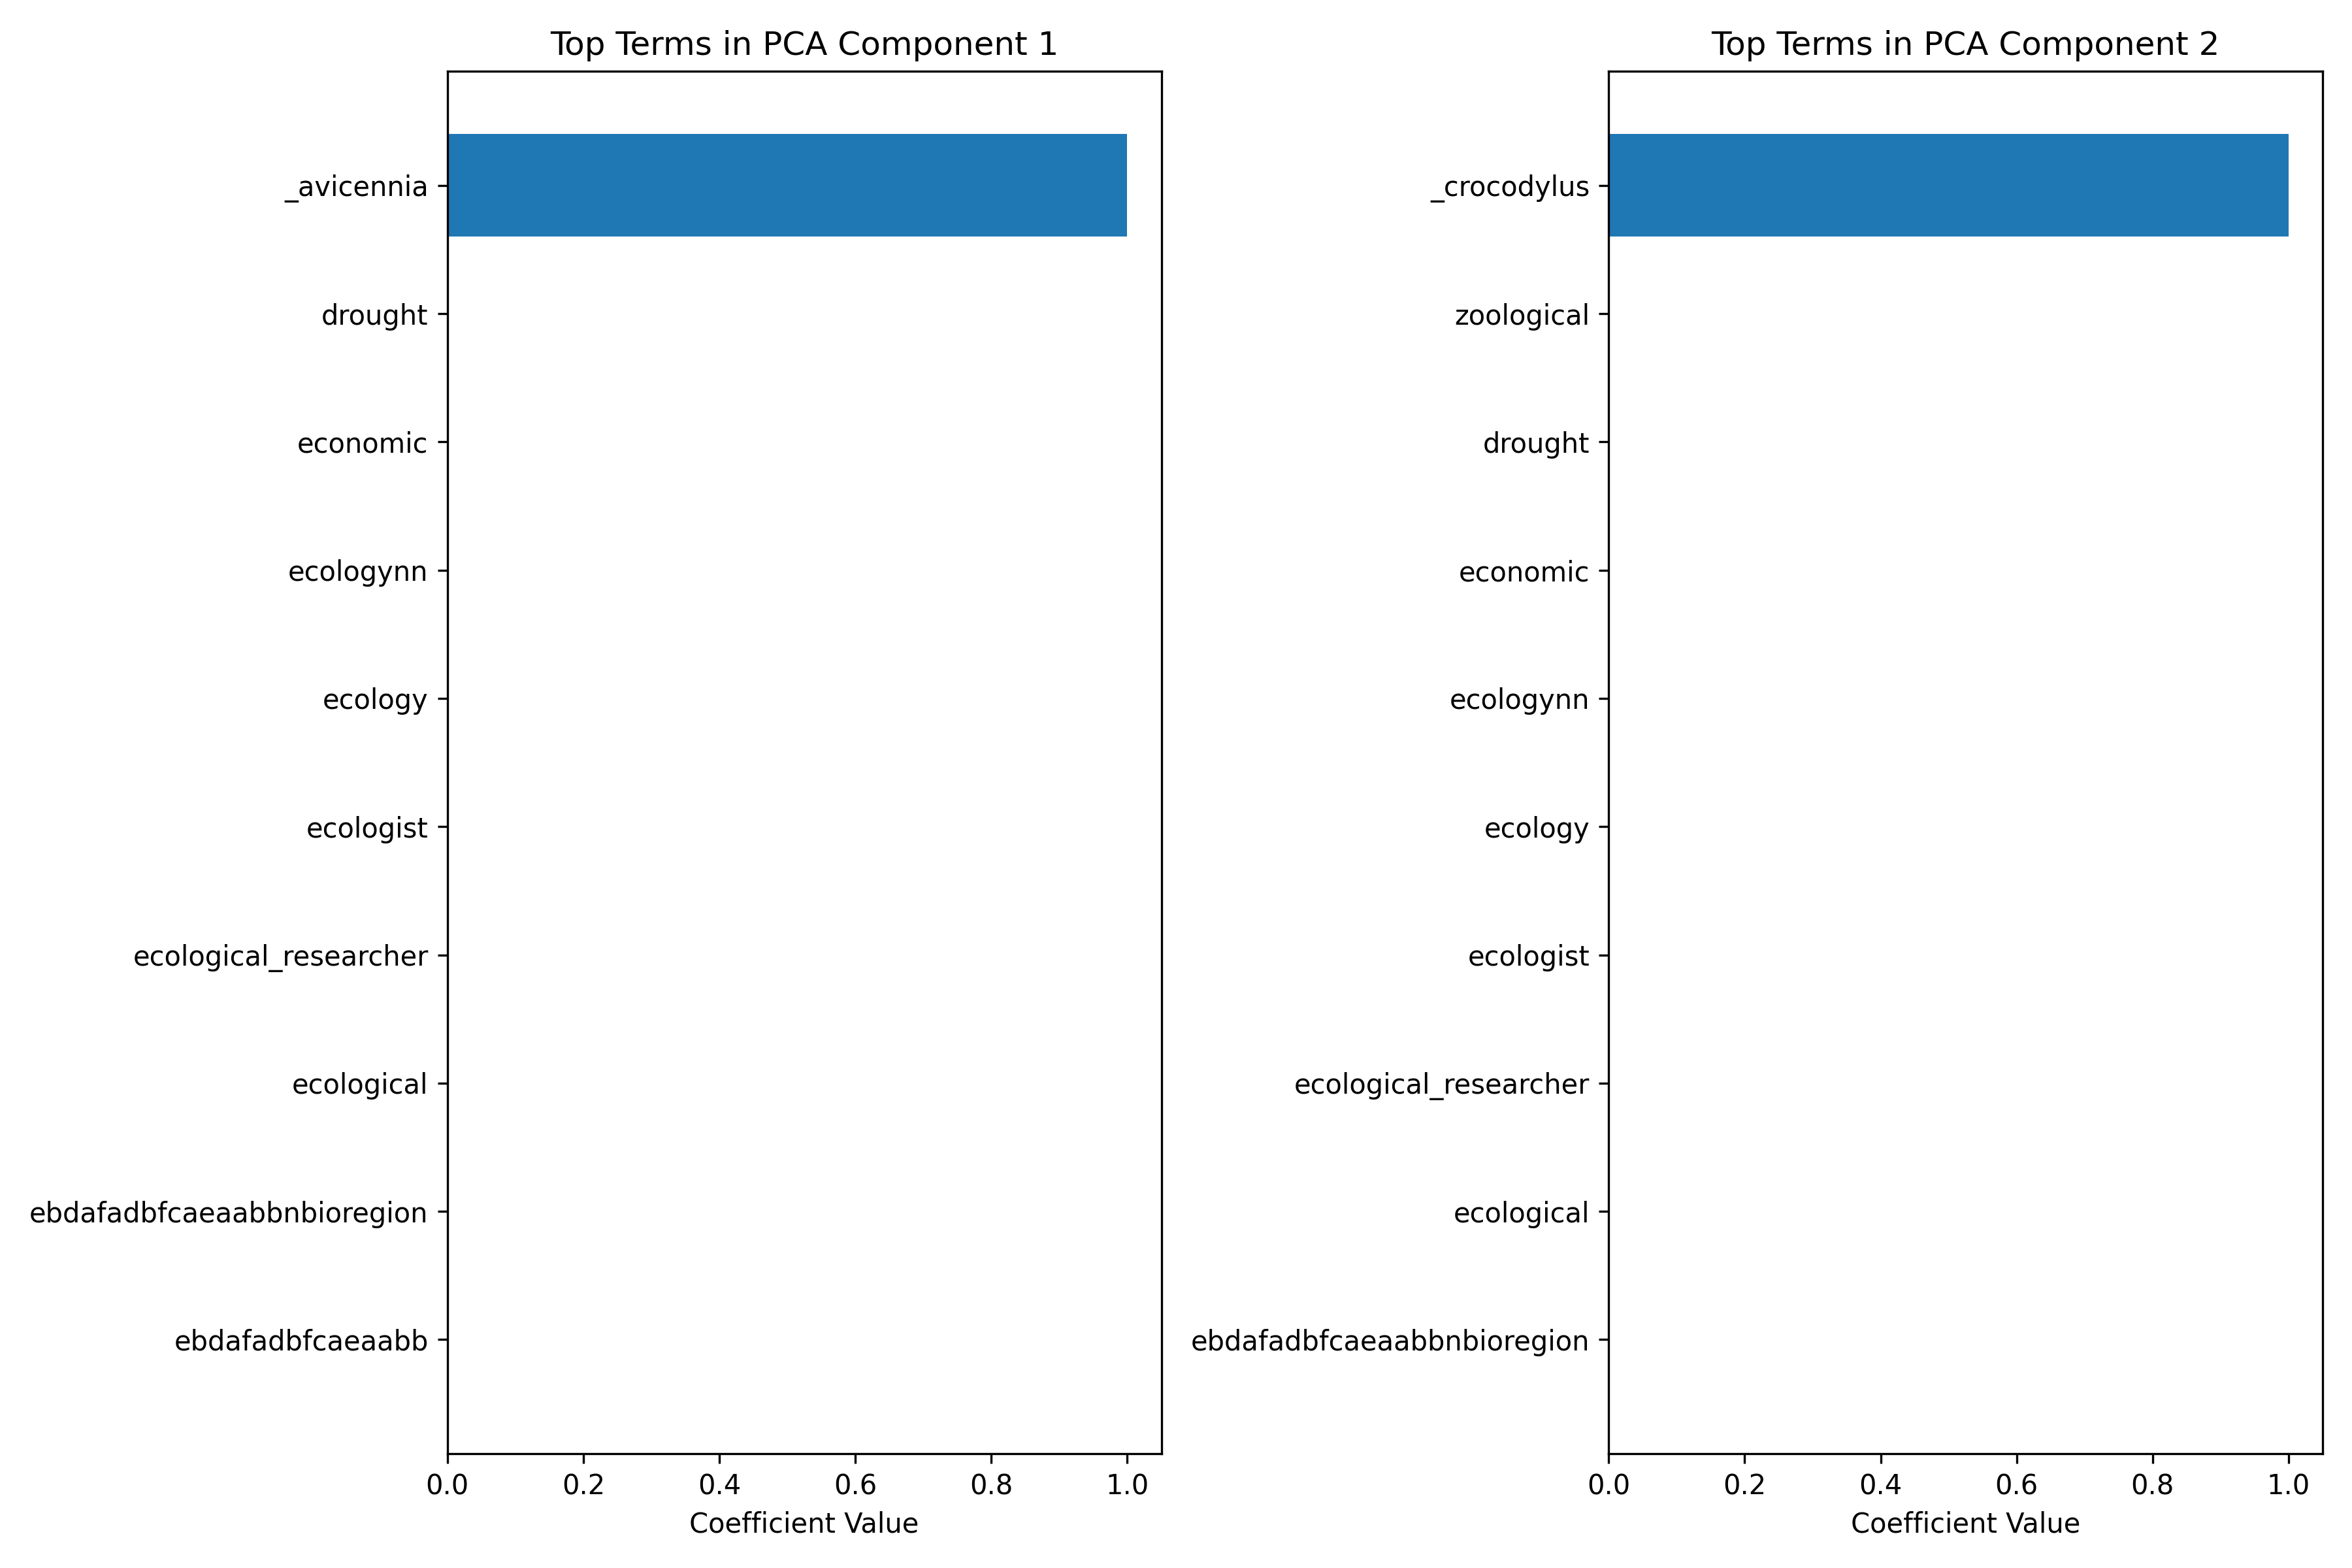 Top Terms in PCA Component 1
_avicennia
drought
economic
ecologynn
ecology
ecologist
ecological_researcher
ecological
ebdafadbfcaeaabbnbioregion
ebdafadbfcaeaabb
0.0 0.2 0.4 0.6 0.8 1.0
Coefficient Value
Top Terms in PCA Component 2
_crocodylus
zoological
drought
economic
ecologynn
ecology
ecologist
ecological_researcher
ecological
ebdafadbfcaeaabbnbioregion
0.0 0.2 0.4 0.6 0.8 1.0
Coefficient Value